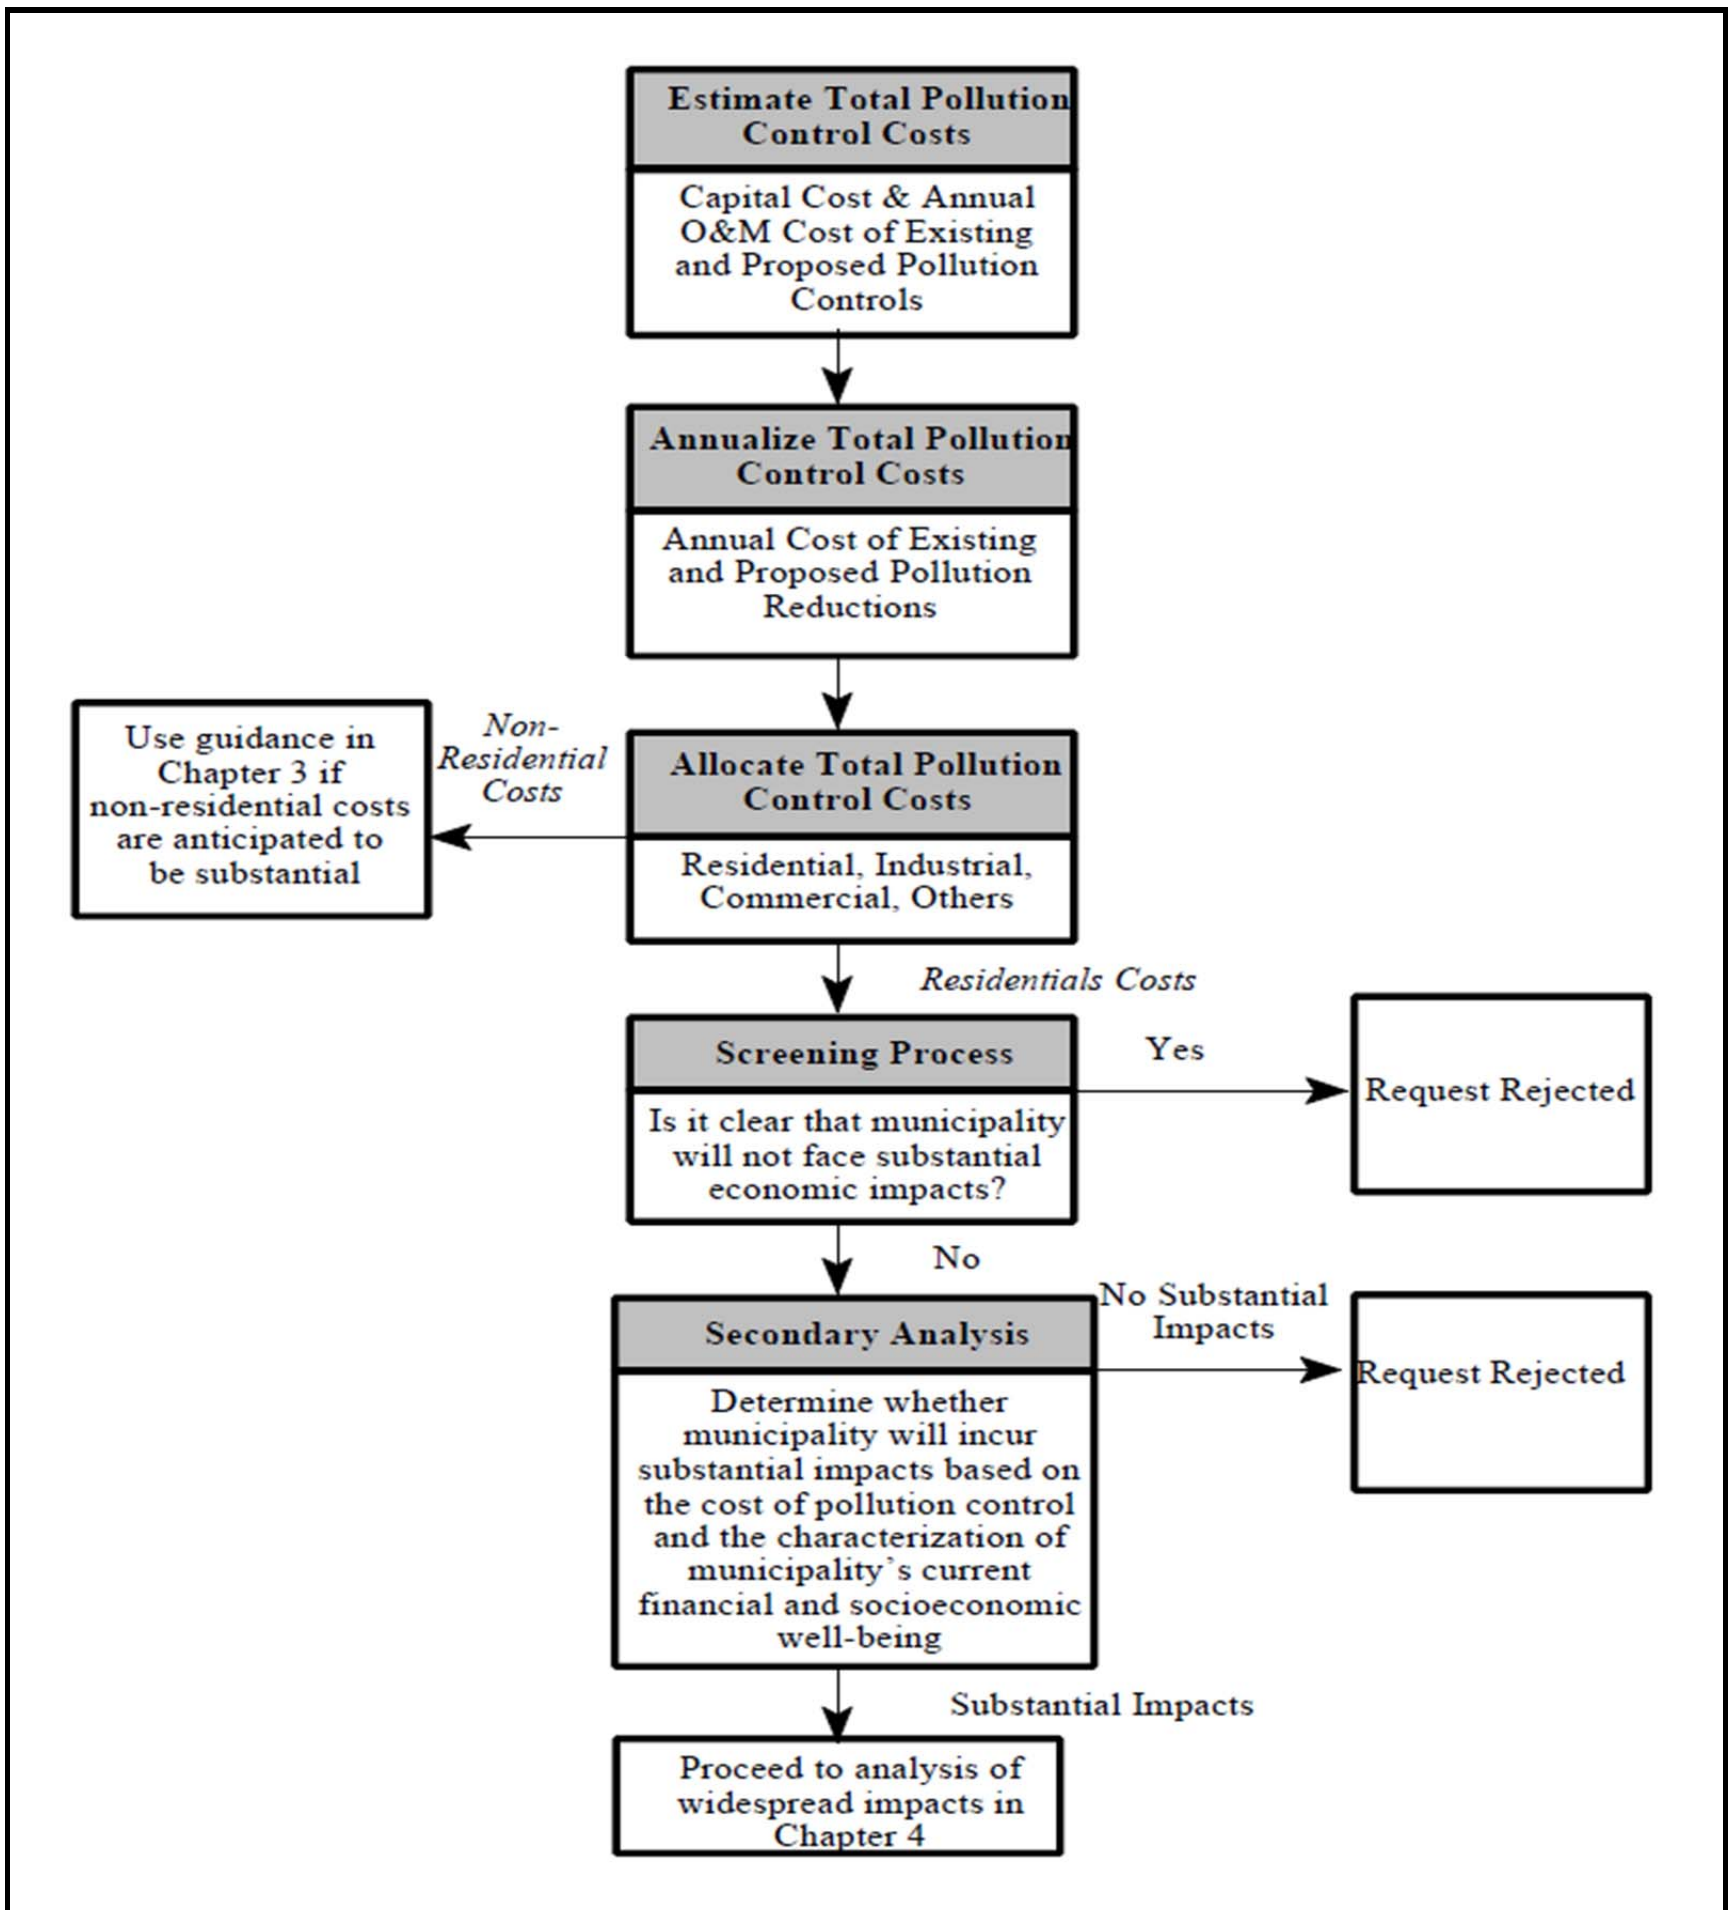 Estimate Total Pollution
Control Costs
Capital Cost & Annual
O&M Cost of Existing
and Proposed Pollution
Controls
Annualize Total Pollution
Control Costs
Annual Cost of Existing
and Proposed Pollution
Reductions
Use guidance in
Chapter 3 if
non-residential costs
are anticipated to
be substantial
Non-
Residential
Costs
Allocate Total Pollution
Control Costs
Residential, Industrial,
Commercial, Others
Residentials Costs
Screening Process
Is it clear that municipality
will not face substantial
economic impacts?
Yes
Request Rejected
No
Secondary Analysis
Determine whether
municipality will incur
substantial impacts based on
the cost of pollution control
and the characterization of
municipality's current
financial and socioeconomic
well-being
No Substantial
Impacts
Request Rejected
Substantial Impacts
Proceed to analysis of
widespread impacts in
Chapter 4